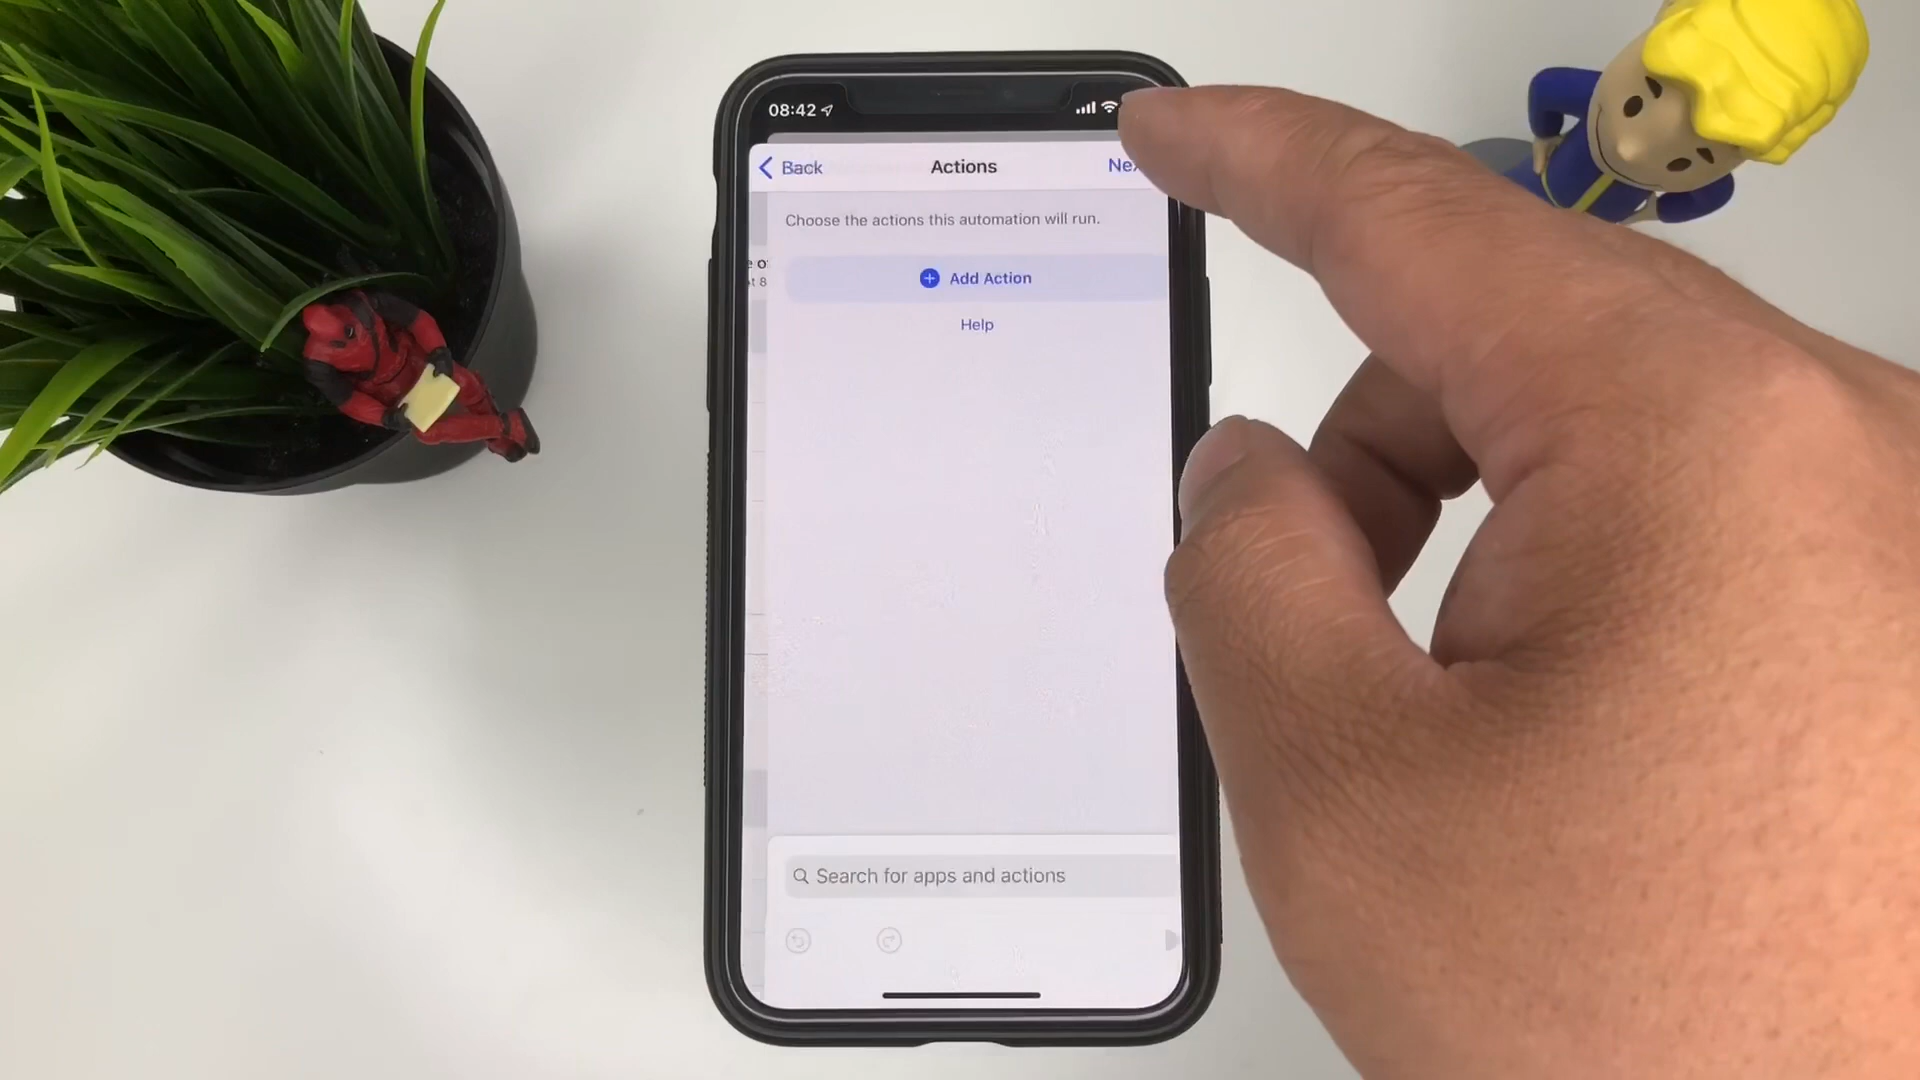 08:42
Back Actions
Choose the actions this automation will run.
Add Action
Help
Search for apps and actions